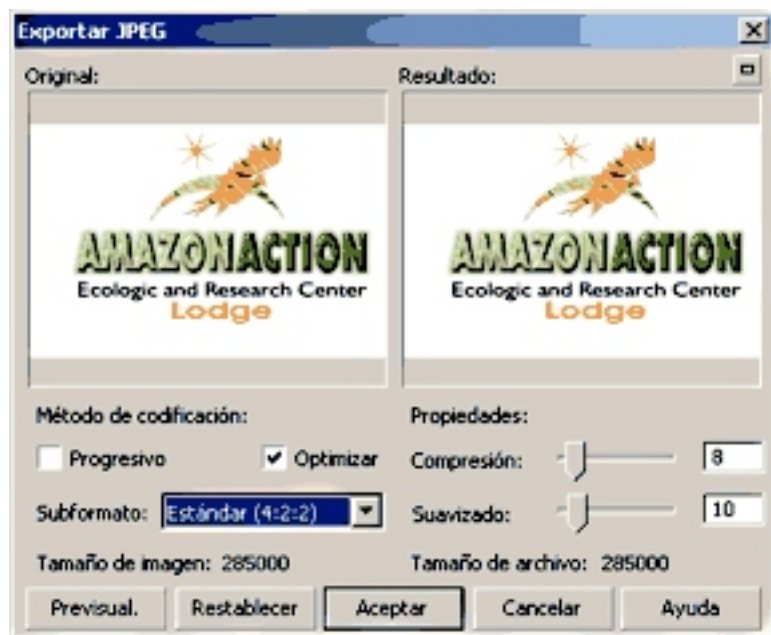 Exportar JPEG
Original:
Resultado:
AMAZONACTION
Ecologic and Research Center
Lodge
AMAZONACTION
Ecologic and Research Center
Lodge
Método de codificación:
Propiedades:
Progresivo
Optimizar
Compresión:
8
Subformato:
Estándar (4:2:2)
Suavizado:
10
Tamaño de imagen: 285000
Tamaño de archivo: 285000
Previsual.
Restablecer
Aceptar
Cancelar
Ayuda